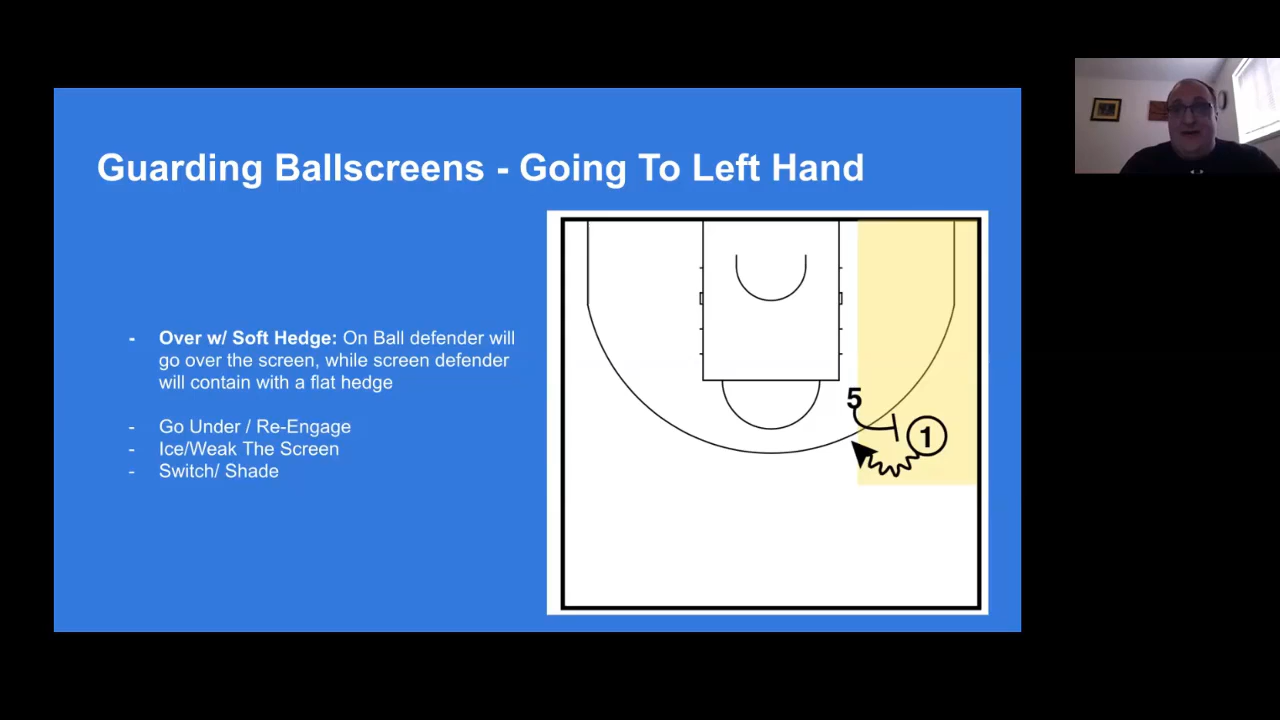 Guarding Ballscreens - Going To Left Hand
- Over w/ Soft Hedge: On Ball defender will
go over the screen, while screen defender
will contain with a flat hedge
- Go Under / Re-Engage
- Ice/Weak The Screen
- Switch/ Shade
5
1